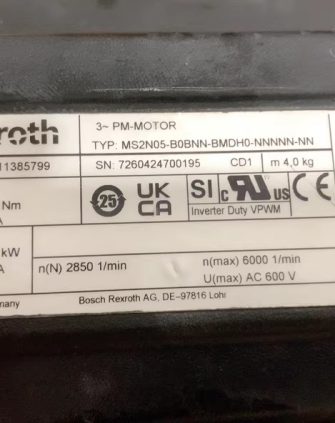 roth
3~ PM-MOTOR
TYP: MS2N05-B0BNN-BMDH0-NNNNN-NN
11385799
SN: 7260424700195 CD1 m 4,0 kg
Nm
A
25 UK CA SI c RU us CE
Inverter Duty VPWM
kW
A
n(N) 2850 1/min
n(max) 6000 1/min
U(max) AC 600 V
many
Bosch Rexroth AG, DE-97816 Lohr